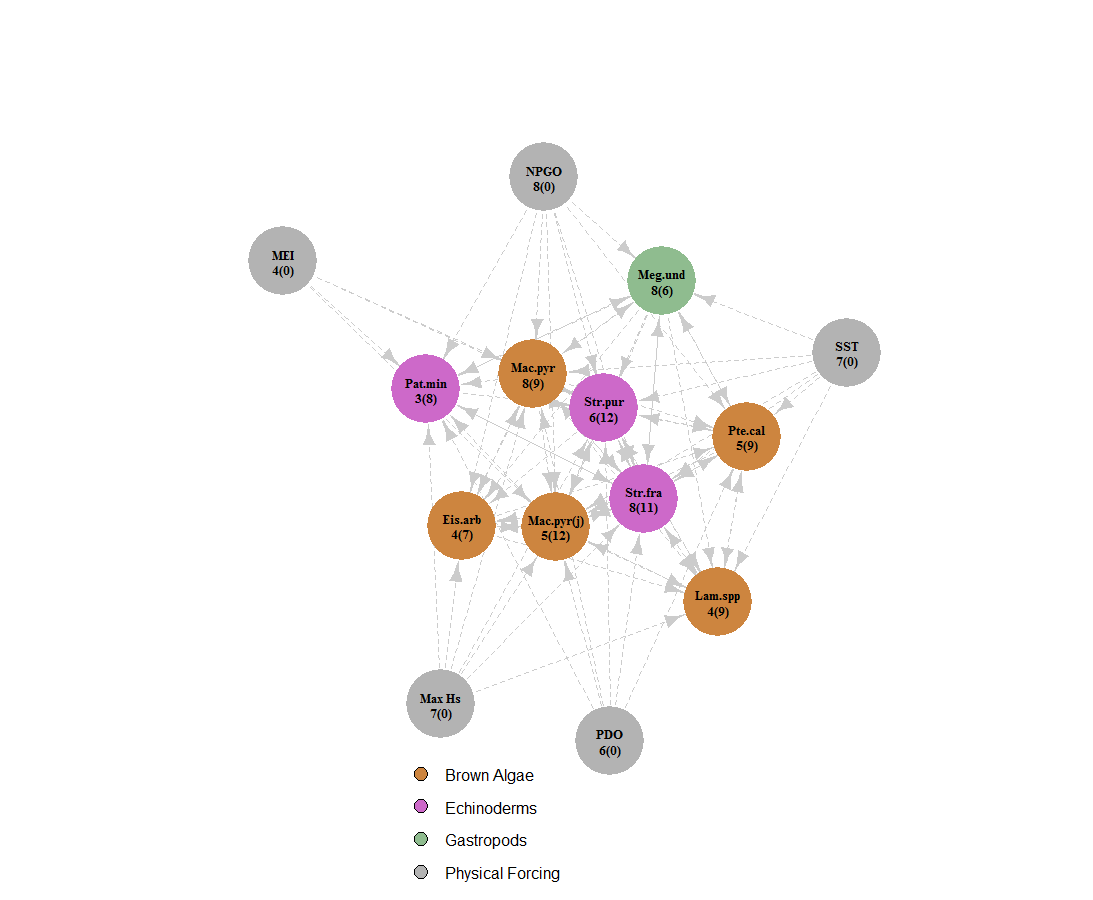 NPGO
8(0)
MEI
4(0)
Meg.und
8(6)
SST
7(0)
Mac.pyr
8(9)
Pat.min
3(8)
Str.pur
6(12)
Pte.cal
5(9)
Str.fra
8(11)
Eis.arb
4(7)
Mac.pyr(j)
5(12)
Lam.spp
4(9)
Max Hs
7(0)
PDO
6(0)
Brown Algae
Echinoderms
Gastropods
Physical Forcing